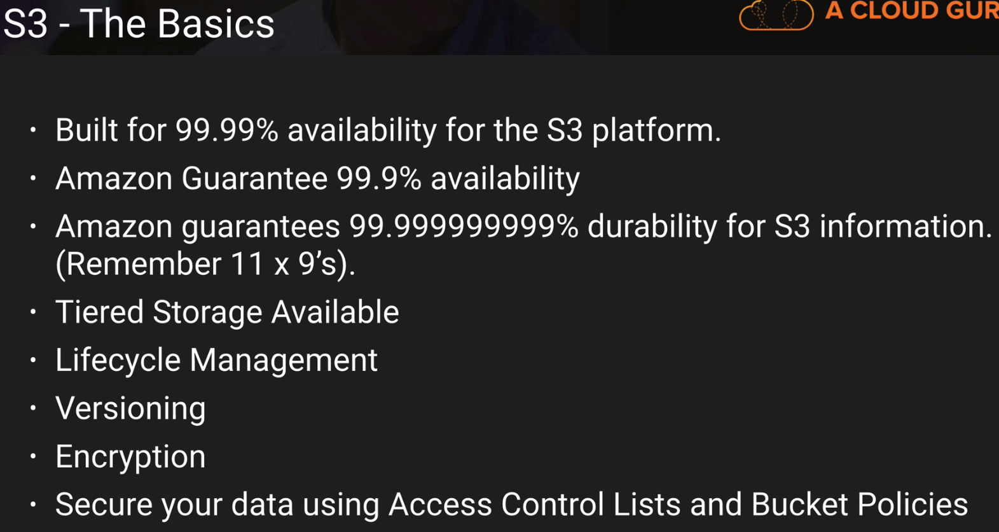 S3 - The Basics
A CLOUD GUR
· Built for 99.99% availability for the S3 platform.
· Amazon Guarantee 99.9% availability
· Amazon guarantees 99.999999999% durability for S3 information.
(Remember 11 x 9’s).
· Tiered Storage Available
· Lifecycle Management
· Versioning
· Encryption
· Secure your data using Access Control Lists and Bucket Policies